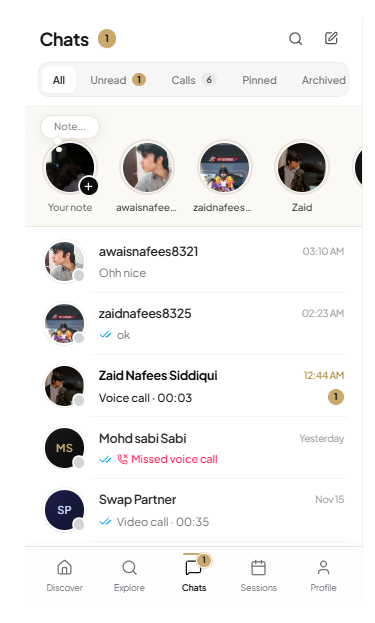 Chats 1
All Unread 1 Calls 6 Pinned Archived
Note...
Your note awaisnafee... zaidnafees... Zaid
awaisnafees8321 03:10 AM
Ohh nice
zaidnafees8325 02:23 AM
ok
Zaid Nafees Siddiqui 12:44 AM
Voice call · 00:03 1
MS Mohd sabi Sabi Yesterday
Missed voice call
SP Swap Partner Nov 15
Video call · 00:35
1
Discover Explore Chats Sessions Profile